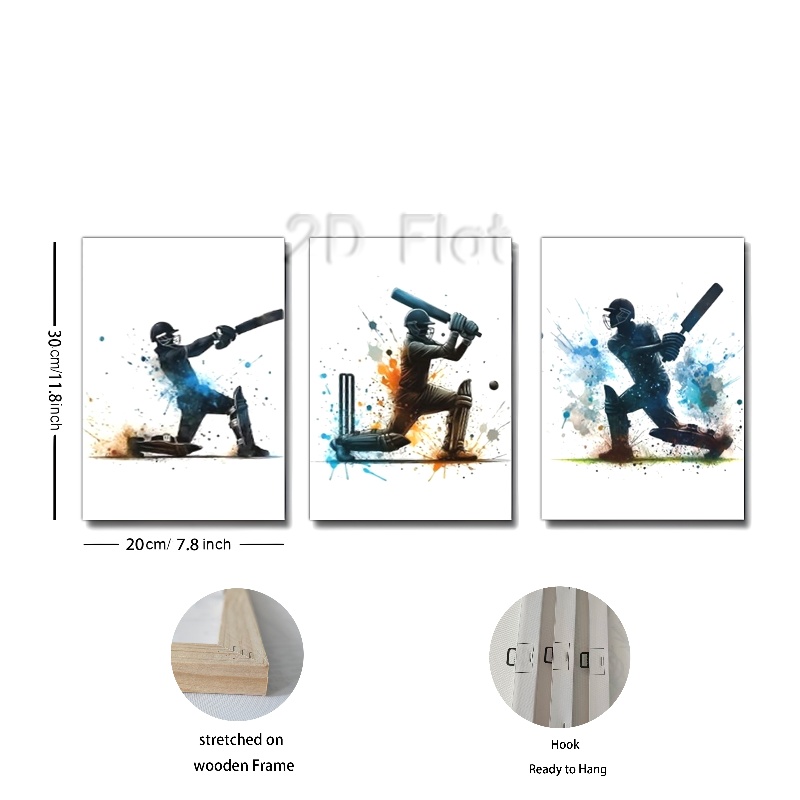 2D Flat
30cm/11.8inch
20cm/ 7.8 inch
stretched on
wooden Frame
Hook
Ready to Hang